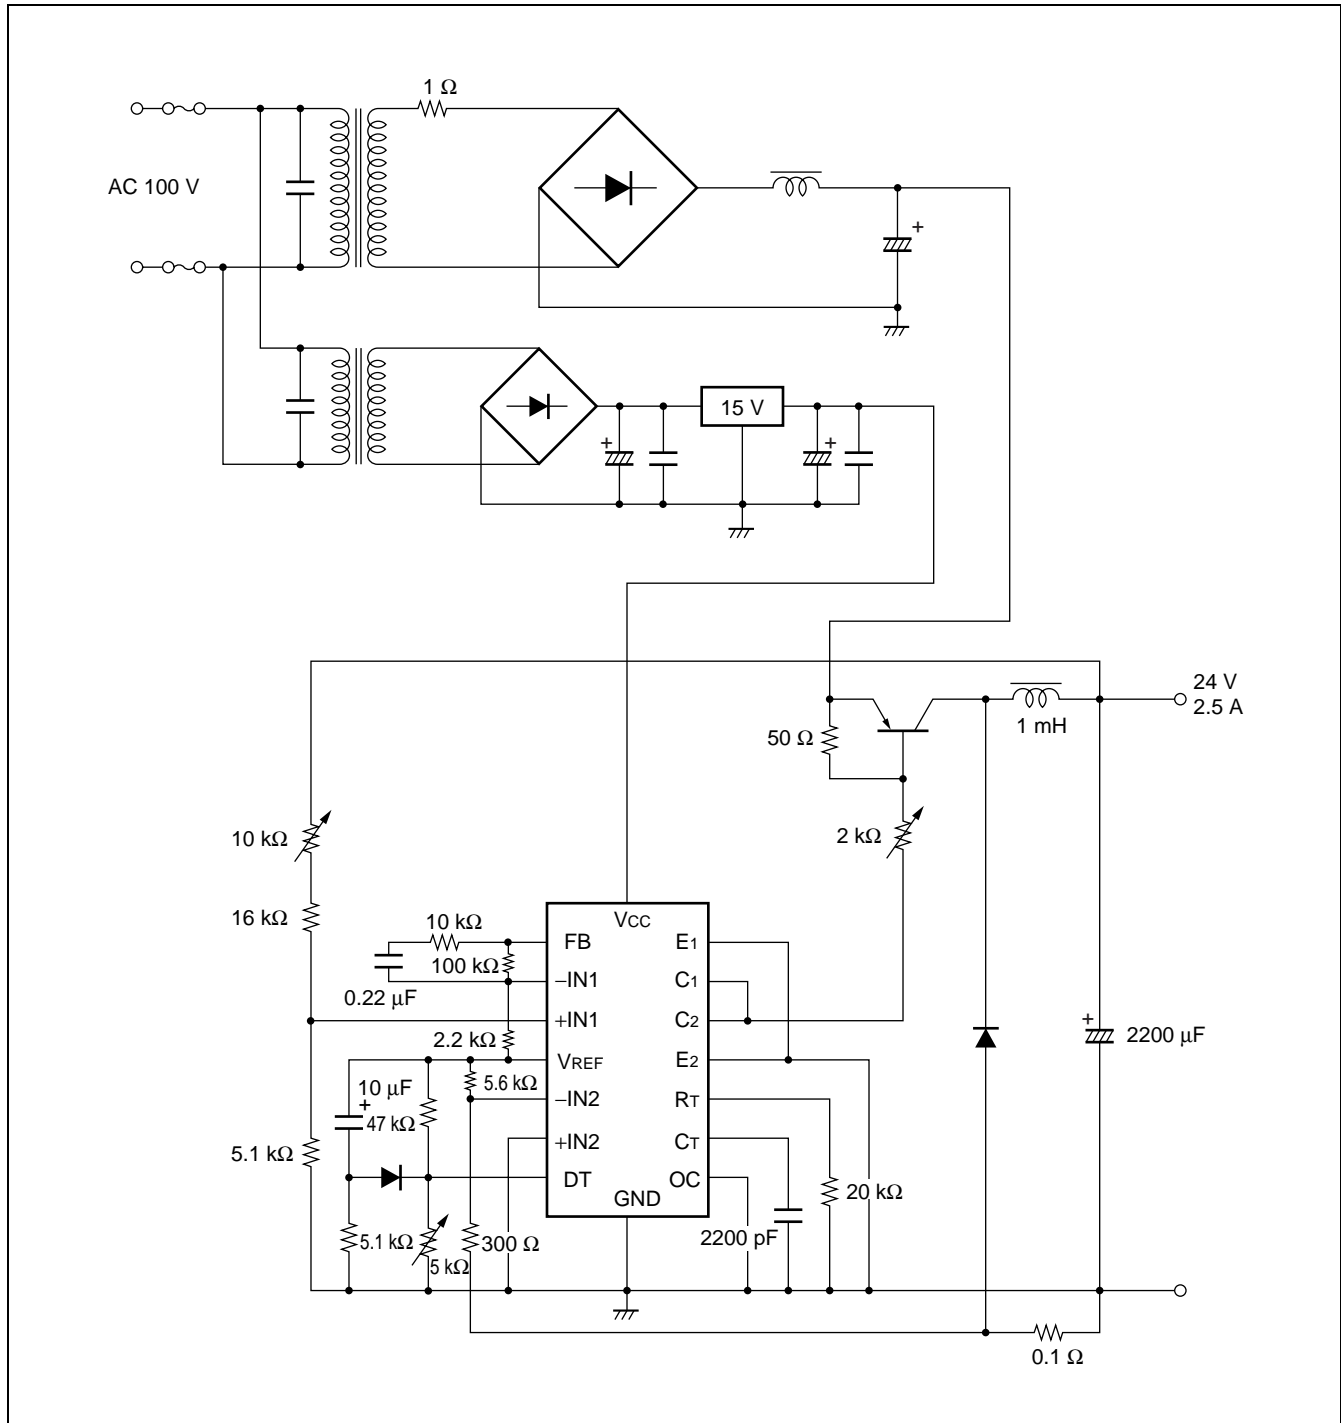 1 Ω
AC 100 V
15 V
24 V
2.5 A
1 mH
50 Ω
10 kΩ
2 kΩ
16 kΩ
VCC
10 kΩ
FB
E1
100 kΩ
−IN1
C1
0.22 µF
+IN1
C2
2.2 kΩ
2200 µF
VREF
E2
10 µF
+
5.6 kΩ
−IN2
RT
47 kΩ
+IN2
CT
5.1 kΩ
DT
OC
20 kΩ
GND
5.1 kΩ
300 Ω
2200 pF
5 kΩ
0.1 Ω
+
+
+
+